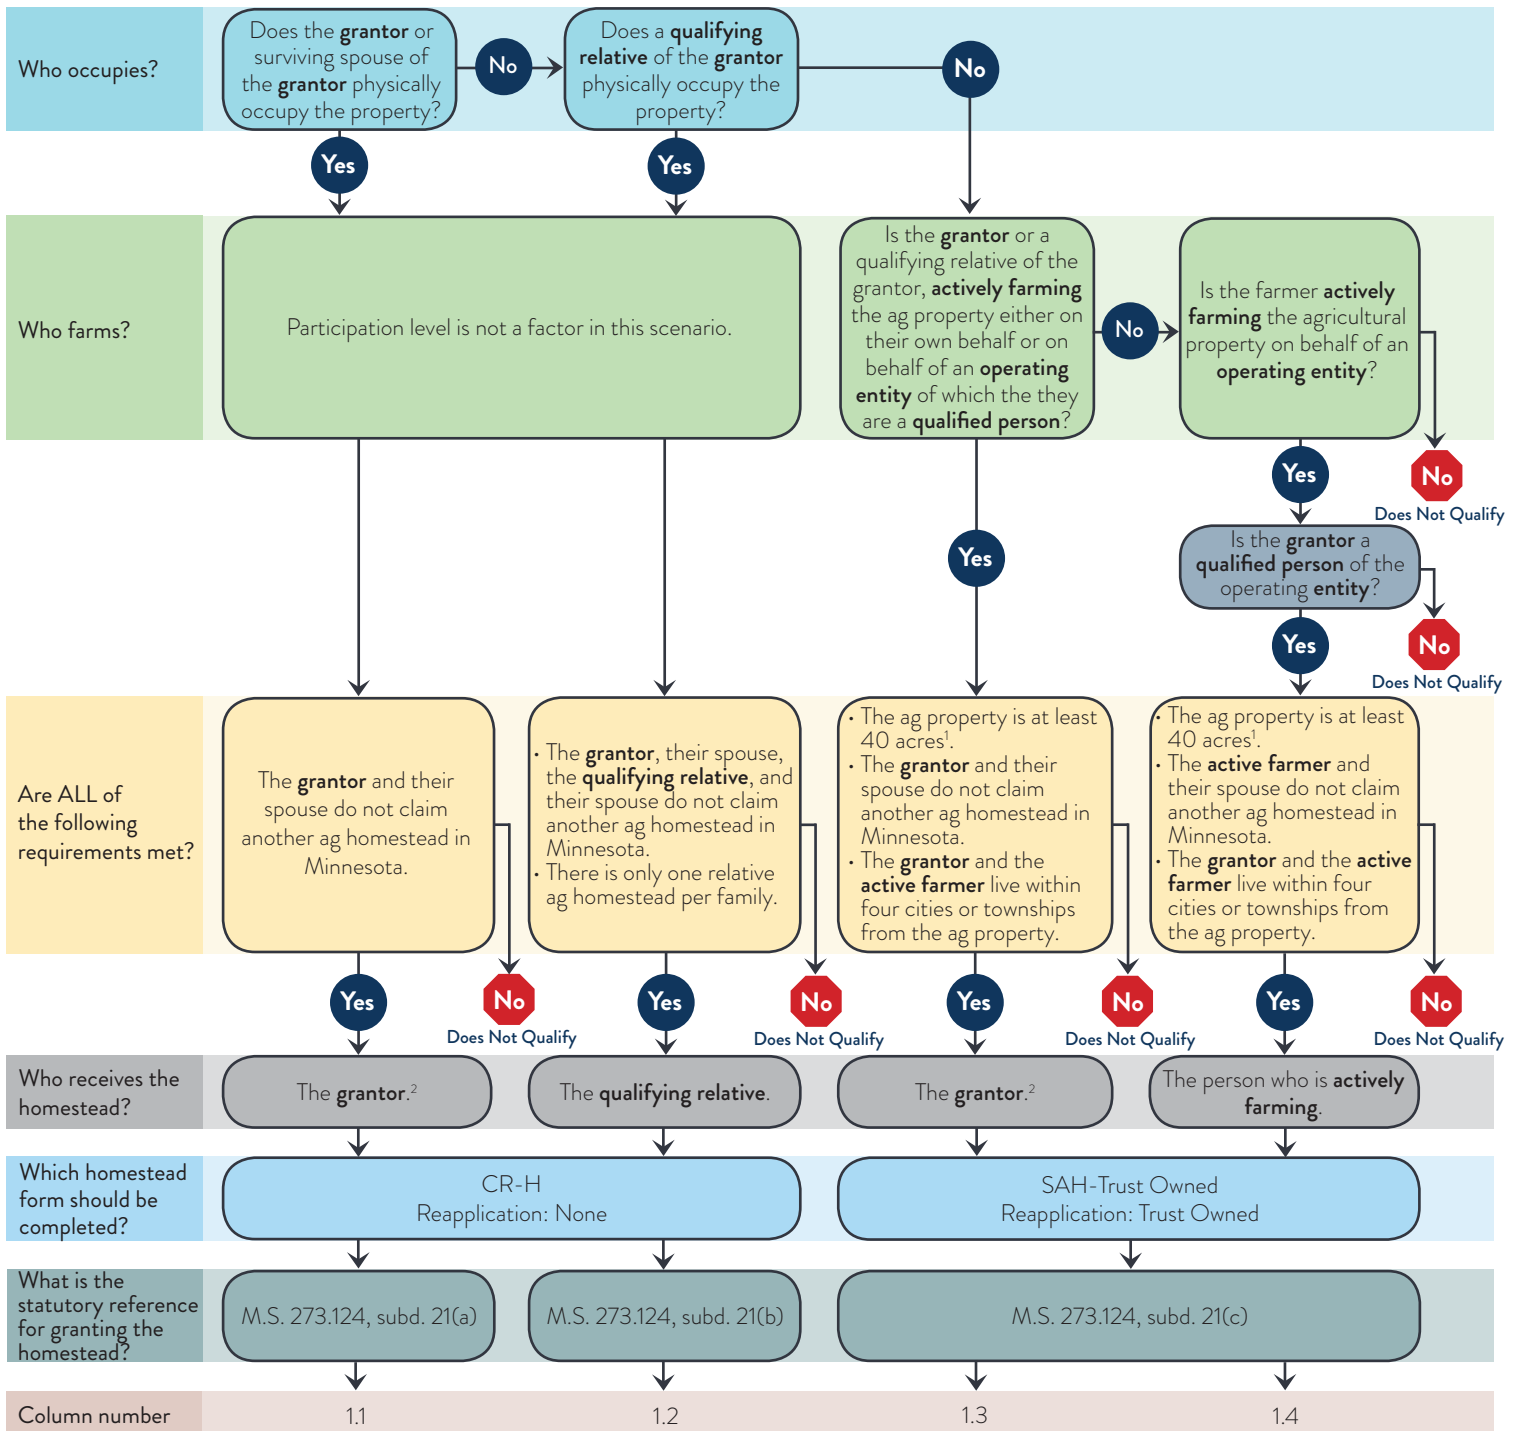 Who occupies?
Does the grantor or
surviving spouse of
the grantor physically
occupy the property?
No
Does a qualifying
relative of the grantor
physically occupy the
property?
No
Yes
Yes
Who farms?
Participation level is not a factor in this scenario.
Is the grantor or a
qualifying relative of the
grantor, actively farming
the ag property either on
their own behalf or on
behalf of an operating
entity of which the they
are a qualified person?
No
Is the farmer actively
farming the agricultural
property on behalf of an
operating entity?
Yes
No
Does Not Qualify
Yes
Is the grantor a
qualified person of the
operating entity?
Yes
No
Does Not Qualify
Are ALL of
the following
requirements met?
The grantor and their
spouse do not claim
another ag homestead in
Minnesota.
· The grantor, their spouse,
the qualifying relative, and
their spouse do not claim
another ag homestead in
Minnesota.
· There is only one relative
ag homestead per family.
· The ag property is at least
40 acres¹.
· The grantor and their
spouse do not claim
another ag homestead in
Minnesota.
· The grantor and the
active farmer live within
four cities or townships
from the ag property.
· The ag property is at least
40 acres¹.
· The active farmer and
their spouse do not claim
another ag homestead in
Minnesota.
· The grantor and the active
farmer live within four
cities or townships from
the ag property.
Yes
No
Does Not Qualify
Yes
No
Does Not Qualify
Yes
No
Does Not Qualify
Yes
No
Does Not Qualify
Who receives the
homestead?
The grantor.²
The qualifying relative.
The grantor.²
The person who is actively
farming.
Which homestead
form should be
completed?
CR-H
Reapplication: None
SAH-Trust Owned
Reapplication: Trust Owned
What is the
statutory reference
for granting the
homestead?
M.S. 273.124, subd. 21(a)
M.S. 273.124, subd. 21(b)
M.S. 273.124, subd. 21(c)
Column number
1.1
1.2
1.3
1.4